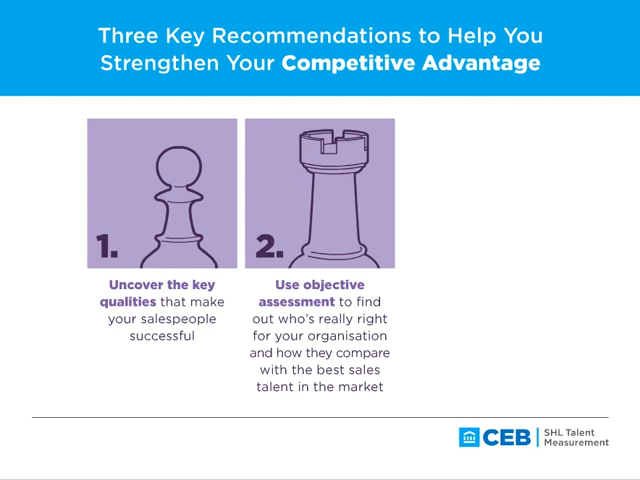 Three Key Recommendations to Help You
Strengthen Your Competitive Advantage
1.
Uncover the key
qualities that make
your salespeople
successful
2.
Use objective
assessment to find
out who's really right
for your organisation
and how they compare
with the best sales
talent in the market
CEB
SHL Talent
Measurement